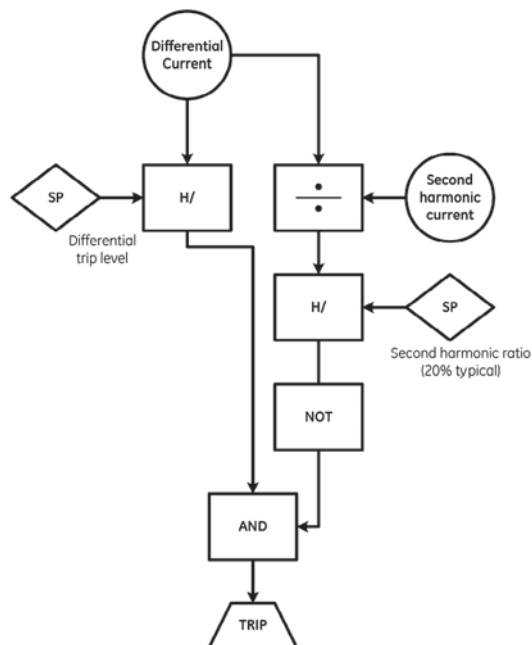 Differential
Current
SP
H/
Second
harmonic
current
Differential
trip level
H/
SP
Second harmonic ratio
(20% typical)
NOT
AND
TRIP